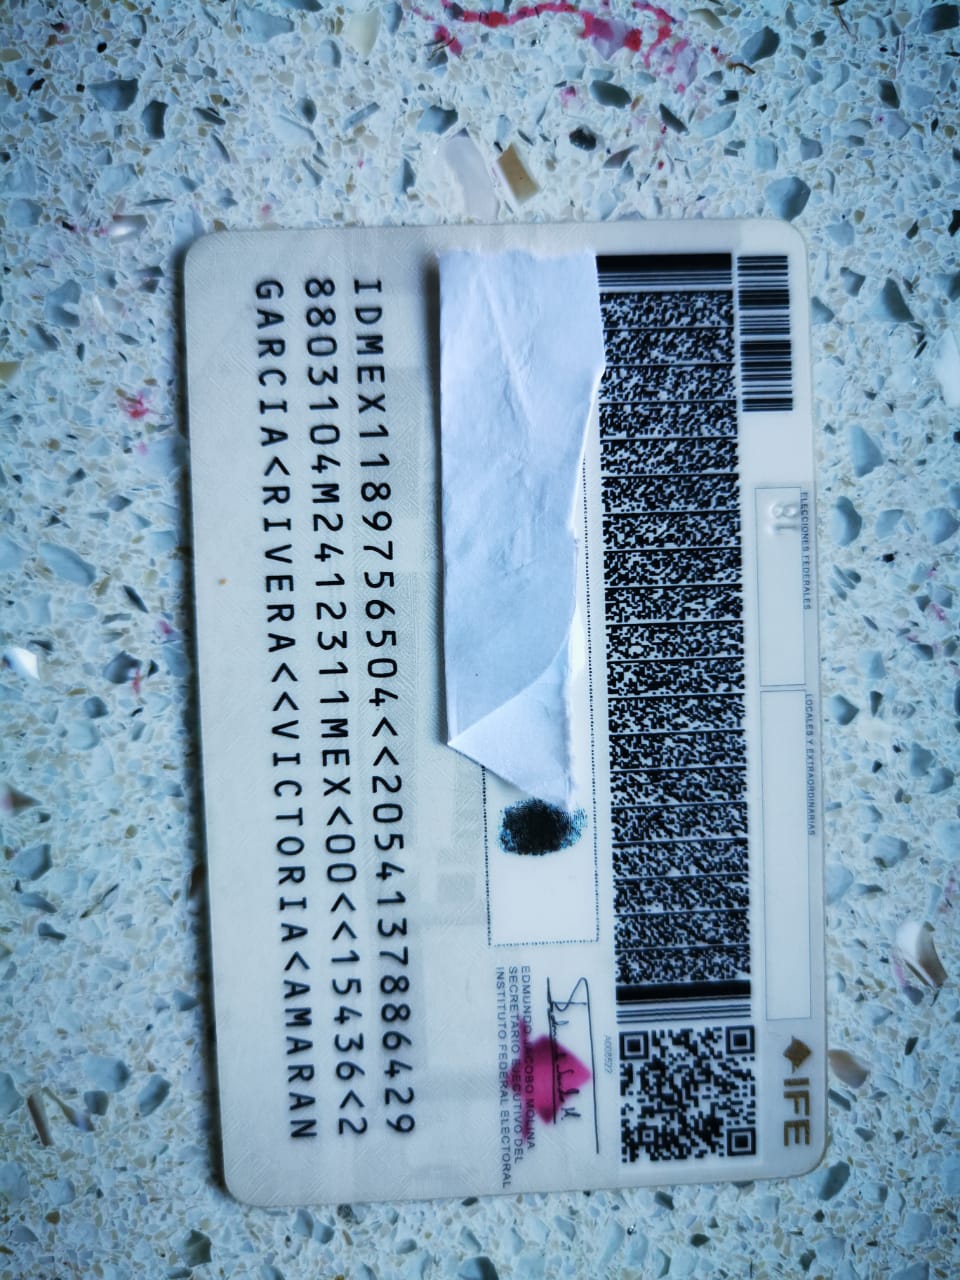 ELECCIONES FEDERALES
LOCALES Y EXTRAORDINARIAS
18
IFE
A008522
EDMUNDO JACOBO MOLINA
SECRETARIO EJECUTIVO DEL
INSTITUTO FEDERAL ELECTORAL
IDMEX1189756504<<2054137886429
8803104M2412311MEX<00<<15436<2
GARCIA<RIVERA<<VICTORIA<AMARAN